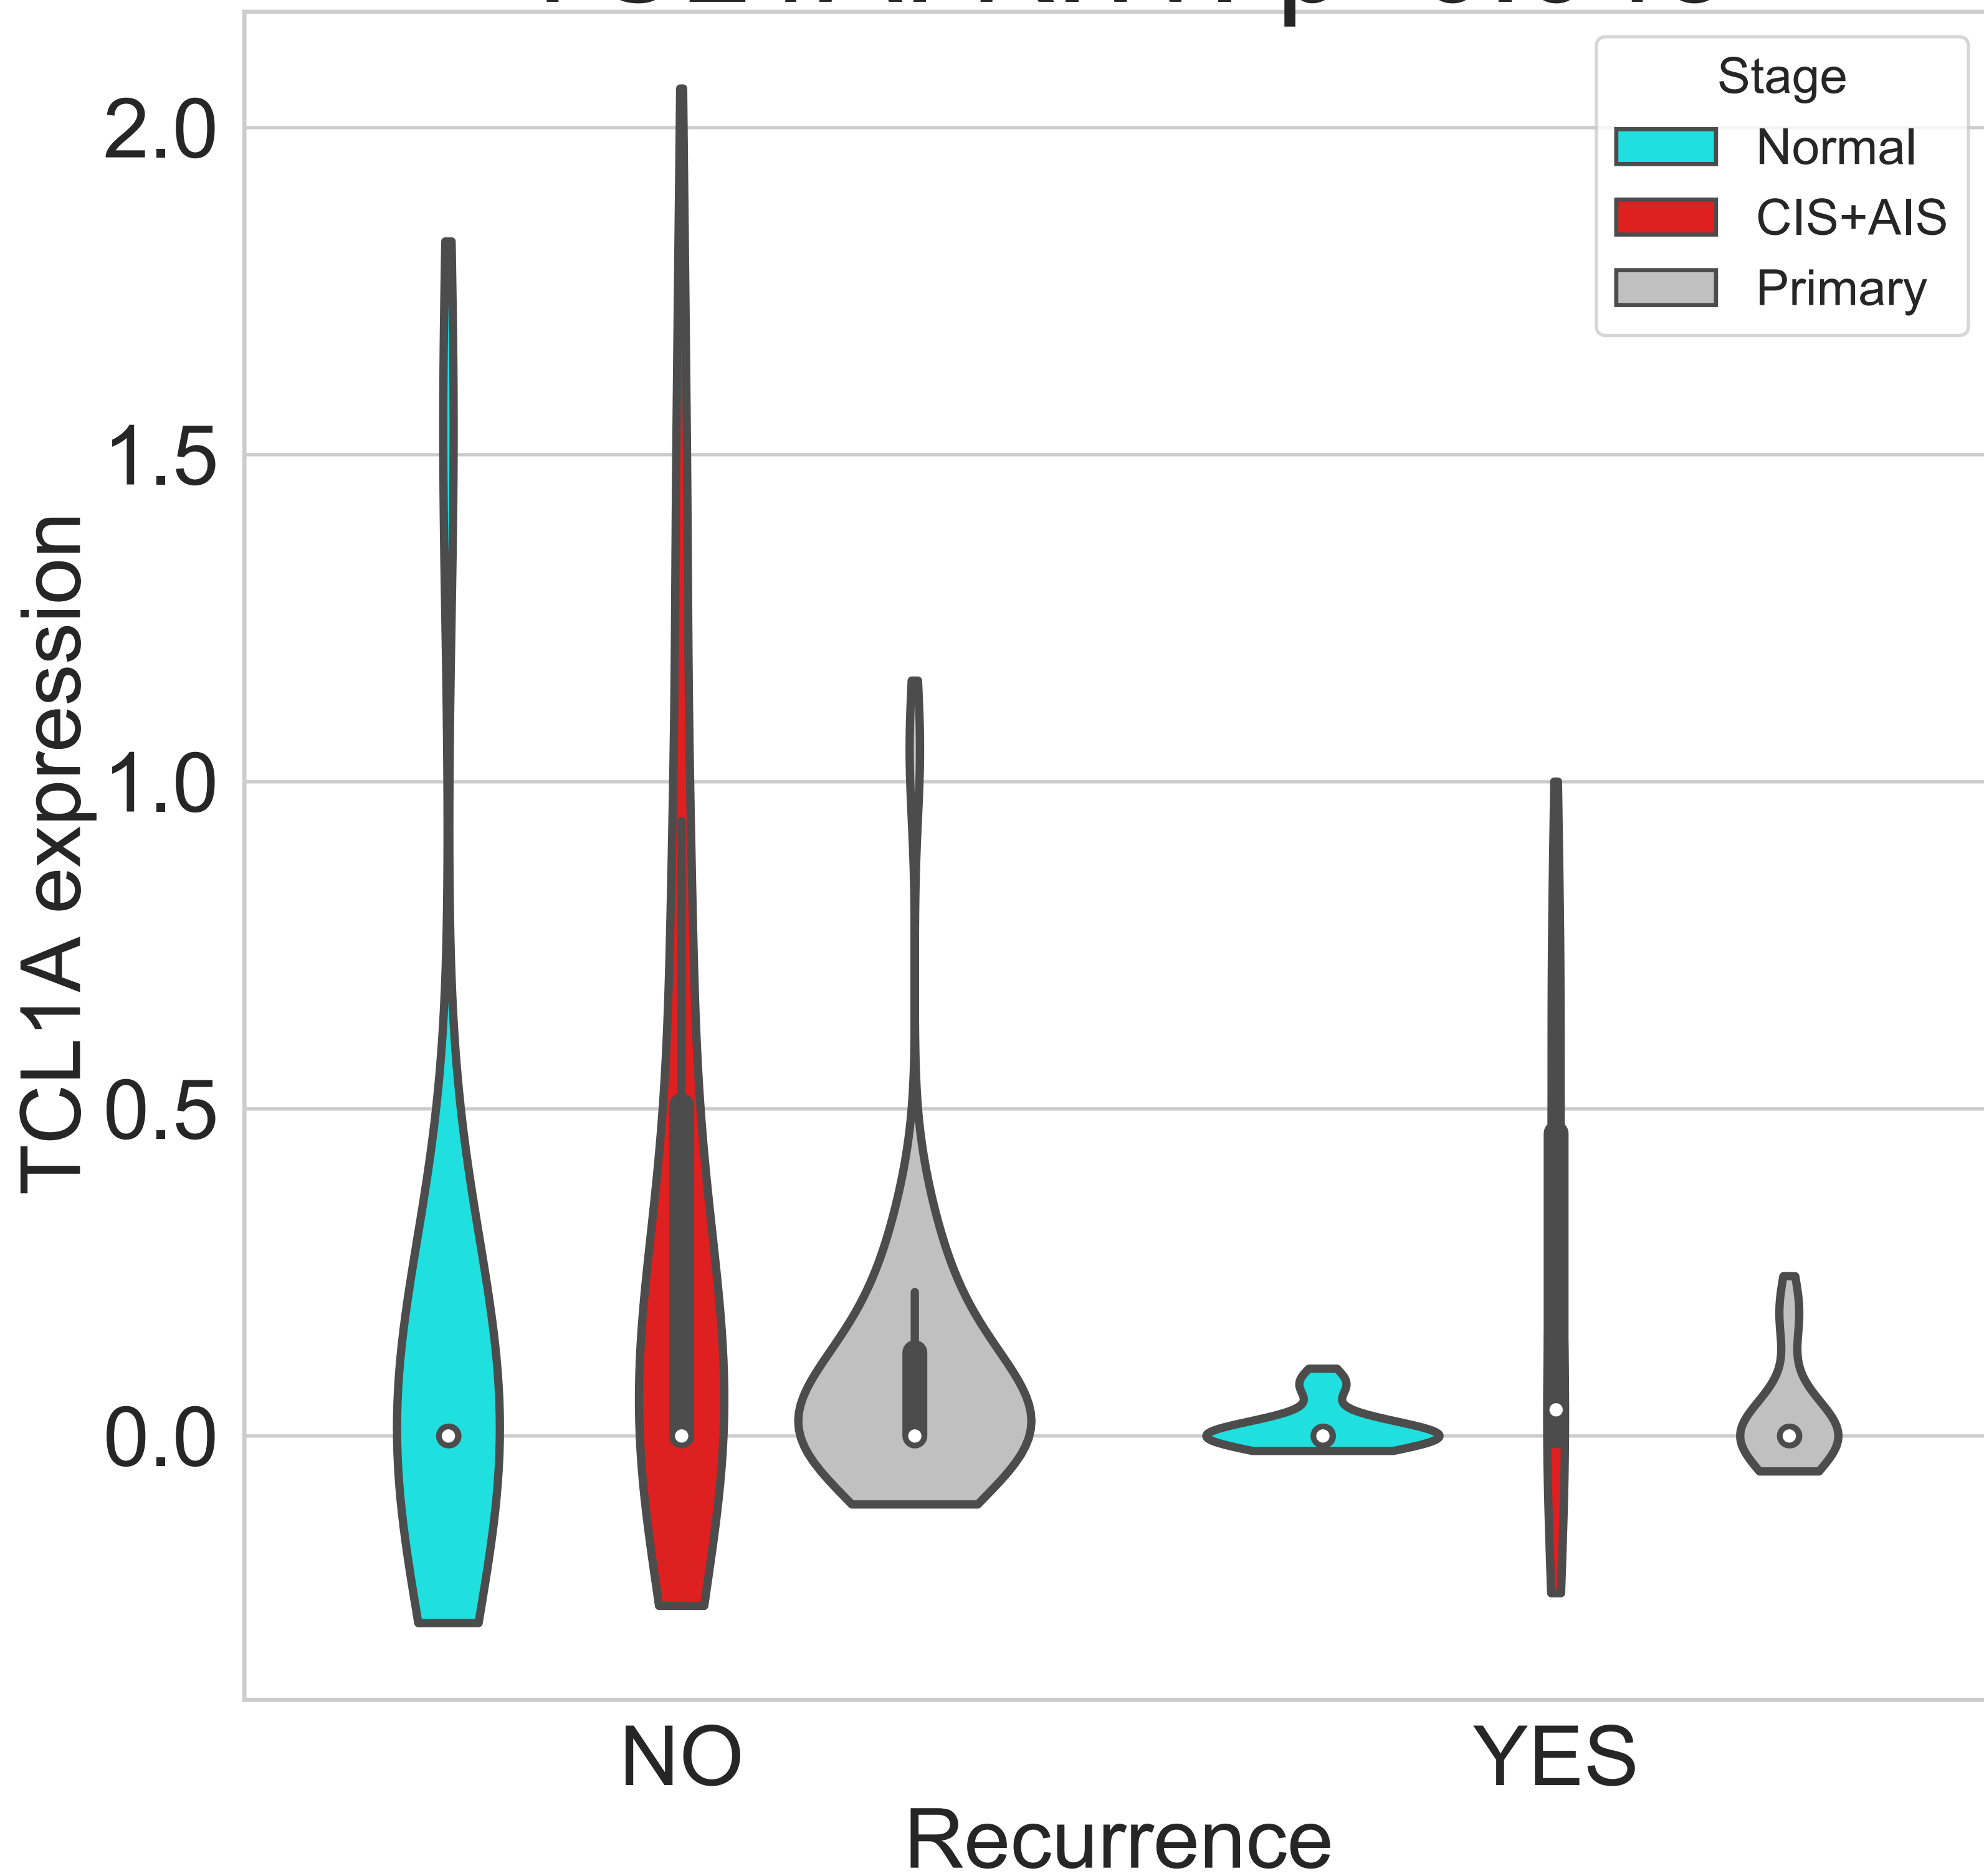 Stage
Normal
CIS+AIS
Primary
2.0
1.5
1.0
0.5
0.0
TCL1A expression
NO
YES
Recurrence